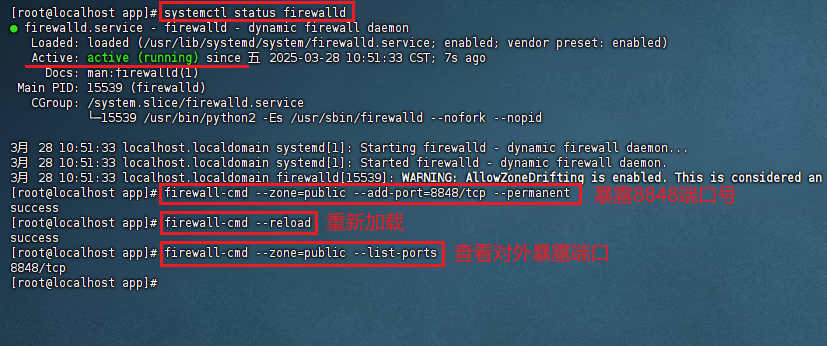 [root@localhost app]# systemctl status firewalld
● firewalld.service - firewalld - dynamic firewall daemon
Loaded: loaded (/usr/lib/systemd/system/firewalld.service; enabled; vendor preset: enabled)
Active: active (running) since 五 2025-03-28 10:51:33 CST; 7s ago
Docs: man:firewalld(1)
Main PID: 15539 (firewalld)
CGroup: /system.slice/firewalld.service
└─15539 /usr/bin/python2 -Es /usr/sbin/firewalld --nofork --nopid
3月 28 10:51:33 localhost.localdomain systemd[1]: Starting firewalld - dynamic firewall daemon...
3月 28 10:51:33 localhost.localdomain systemd[1]: Started firewalld - dynamic firewall daemon.
3月 28 10:51:33 localhost.localdomain firewalld[15539]: WARNING: AllowZoneDrifting is enabled. This is considered an
[root@localhost app]# firewall-cmd --zone=public --add-port=8848/tcp --permanent 暴露8848端口号
success
[root@localhost app]# firewall-cmd --reload 重新加载
success
[root@localhost app]# firewall-cmd --zone=public --list-ports 查看对外暴露端口
8848/tcp
[root@localhost app]#